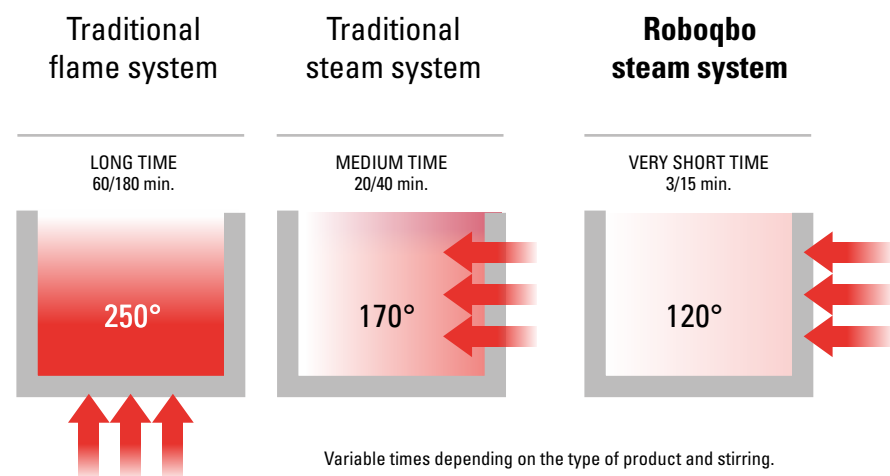 Traditional
flame system
Traditional
steam system
Roboqbo
steam system
LONG TIME
60/180 min.
MEDIUM TIME
20/40 min.
VERY SHORT TIME
3/15 min.
250°
170°
120°
Variable times depending on the type of product and stirring.